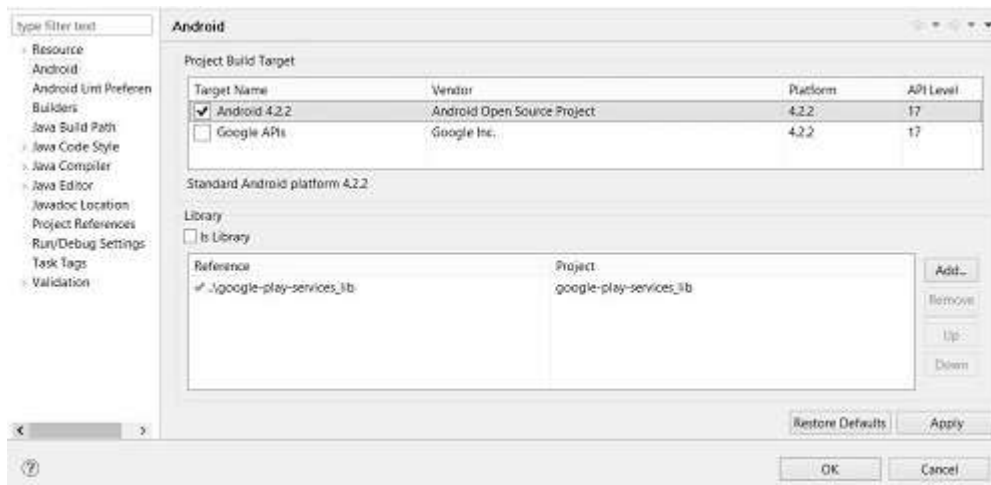 type filter text
Resource
Android
Android Lint Preferen
Builders
Java Build Path
Java Code Style
Java Compiler
Java Editor
Javadoc Location
Project References
Run/Debug Settings
Task Tags
Validation
Android
Project Build Target
Target Name Vendor Platform API Level
Android 4.2.2 Android Open Source Project 4.2.2 17
Google APIs Google Inc. 4.2.2 17
Standard Android platform 4.2.2
Library
Is Library
Reference Project
..\google-play-services_lib google-play-services_lib
Add...
Remove
Up
Down
Restore Defaults Apply
OK Cancel